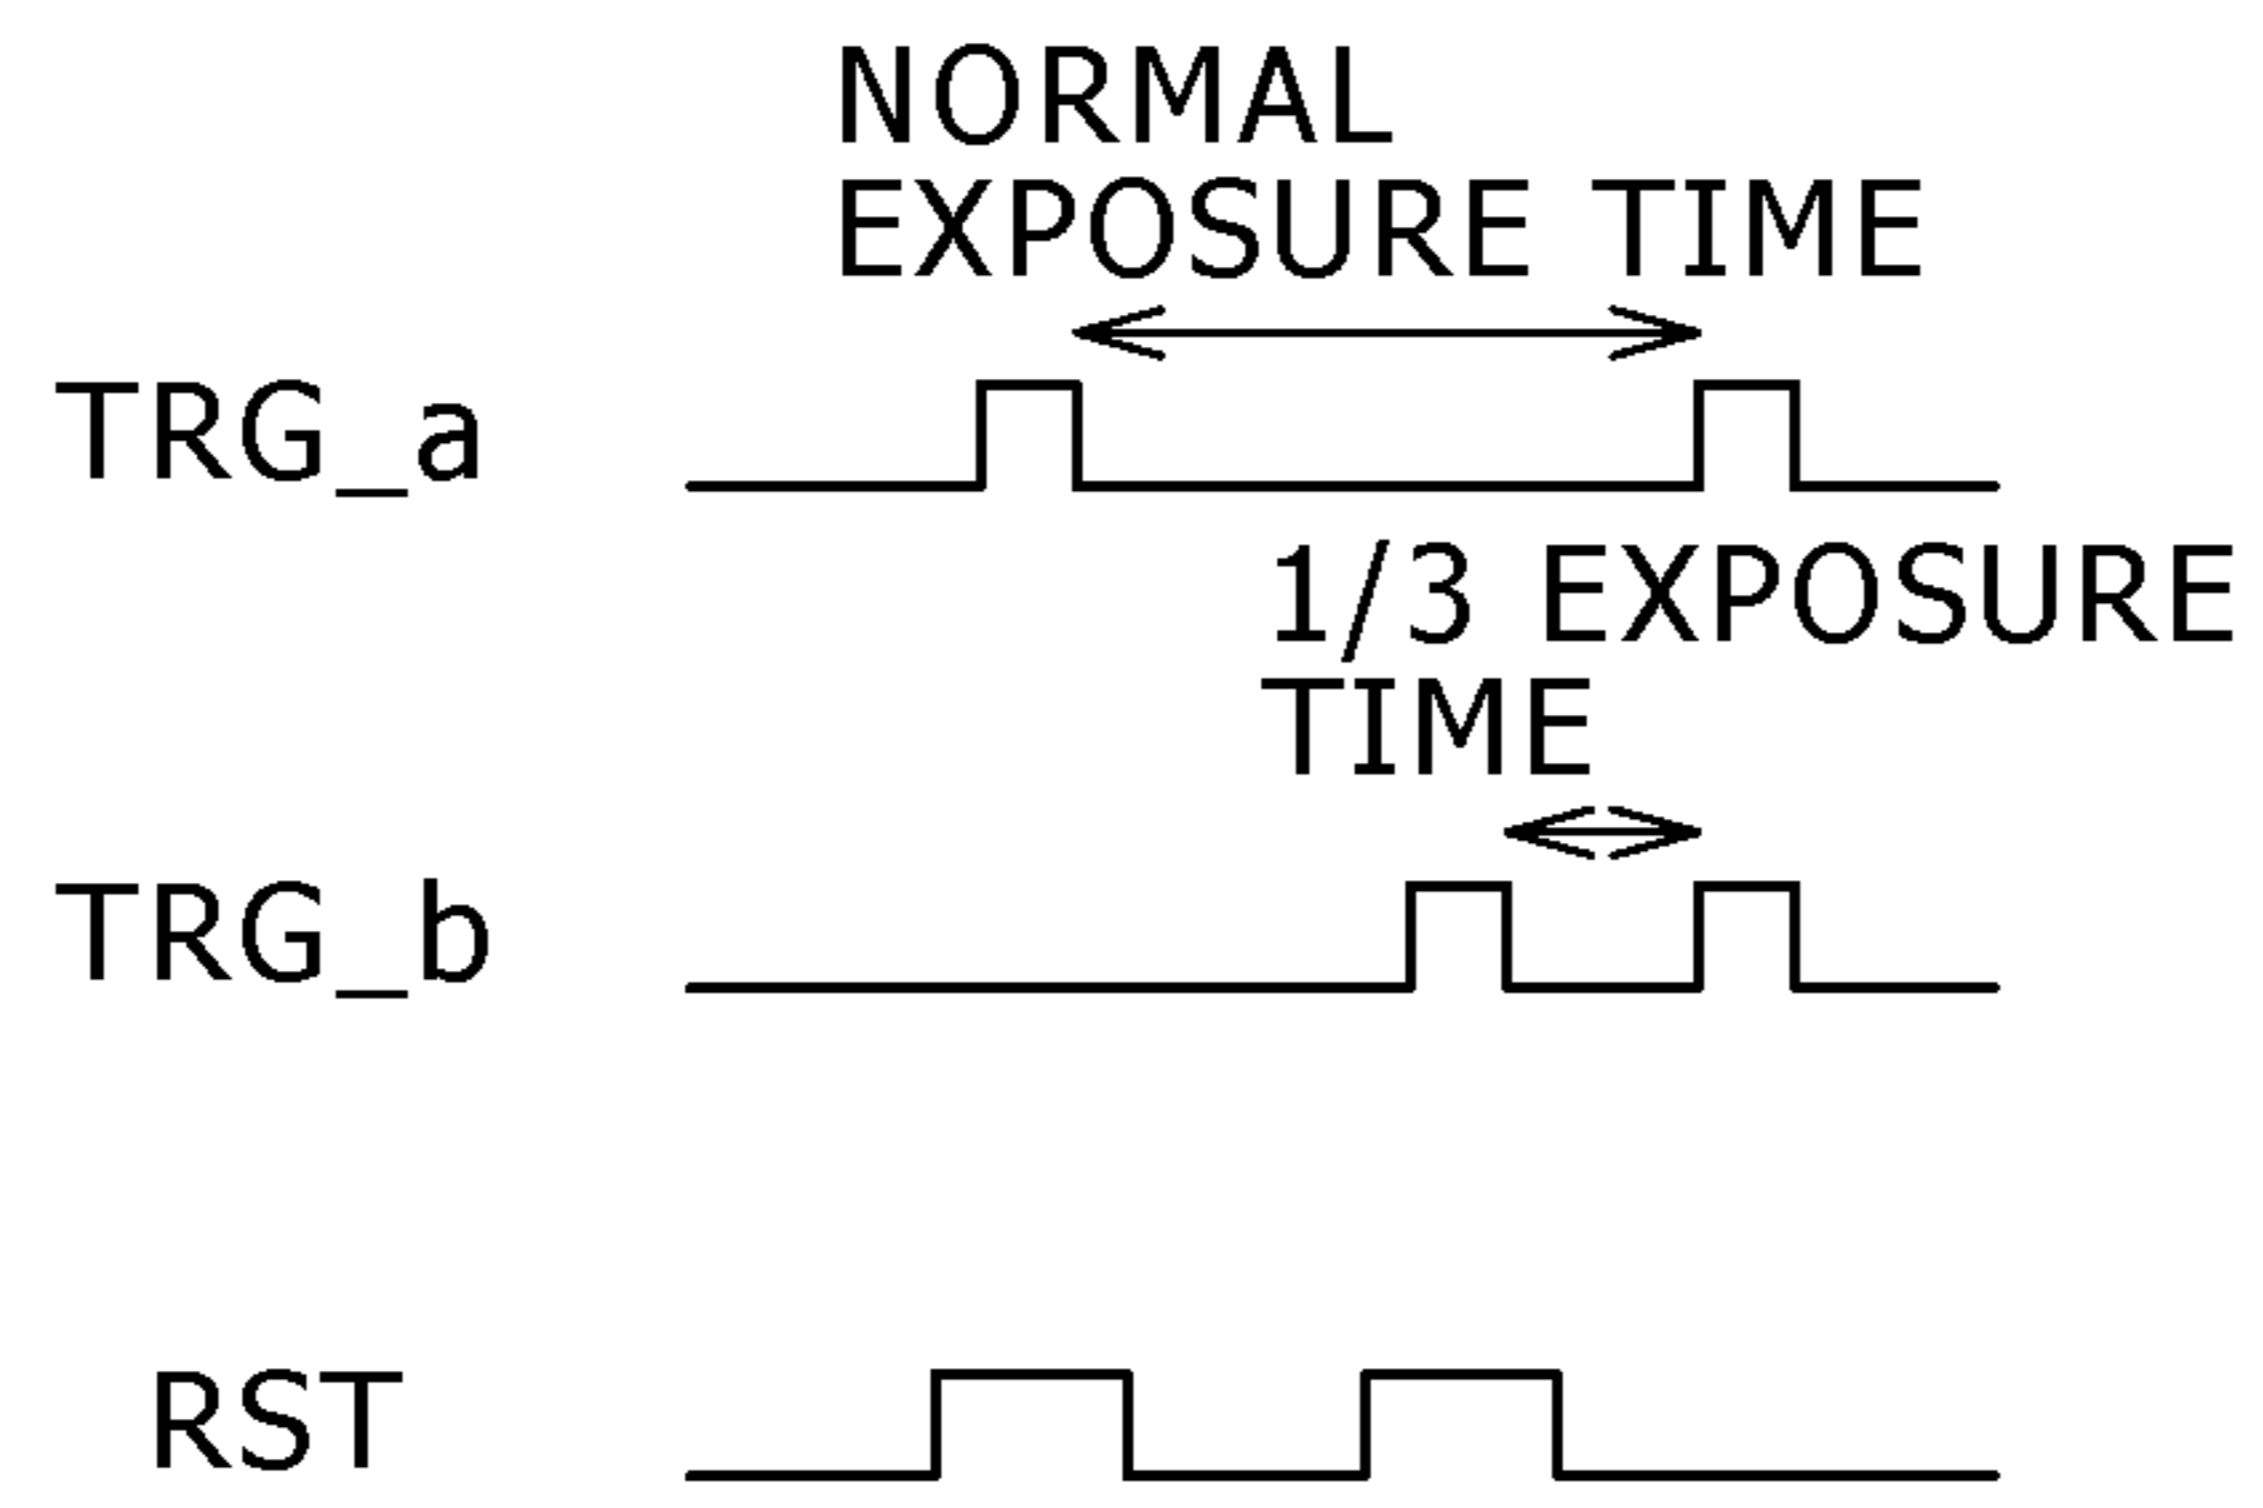 NORMAL
EXPOSURE TIME
TRG_a
1/3 EXPOSURE
TIME
TRG_b
RST